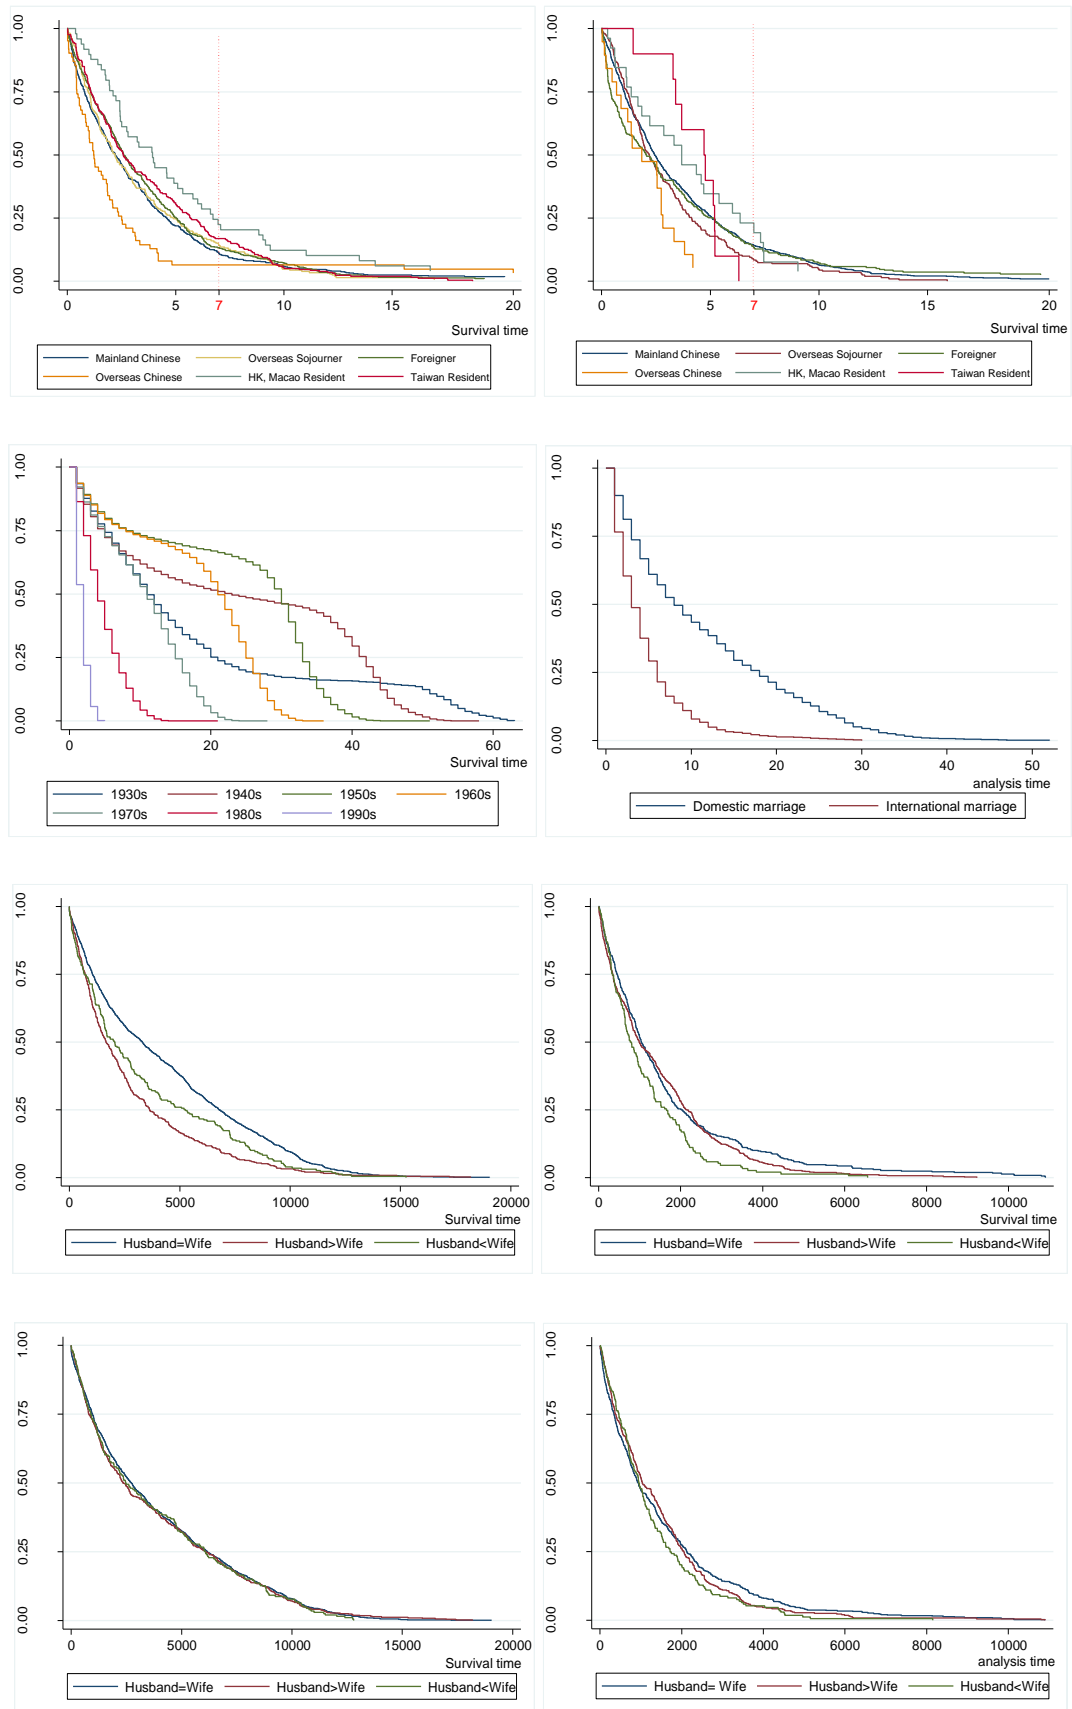 1.00
0.75
0.50
0.25
0.00
0 5 7 10 15 20
Survival time
Mainland Chinese Overseas Sojourner Foreigner
Overseas Chinese HK, Macao Resident Taiwan Resident
1.00
0.75
0.50
0.25
0.00
0 5 7 10 15 20
Survival time
Mainland Chinese Overseas Sojourner Foreigner
Overseas Chinese HK, Macao Resident Taiwan Resident
1.00
0.75
0.50
0.25
0.00
0 20 40 60
Survival time
1930s 1940s 1950s 1960s
1970s 1980s 1990s
1.00
0.75
0.50
0.25
0.00
0 10 20 30 40 50
analysis time
Domestic marriage International marriage
1.00
0.75
0.50
0.25
0.00
0 5000 10000 15000 20000
Survival time
Husband=Wife Husband>Wife Husband<Wife
1.00
0.75
0.50
0.25
0.00
0 2000 4000 6000 8000 10000
Survival time
Husband=Wife Husband>Wife Husband<Wife
1.00
0.75
0.50
0.25
0.00
0 5000 10000 15000 20000
Survival time
Husband=Wife Husband>Wife Husband<Wife
1.00
0.75
0.50
0.25
0.00
0 2000 4000 6000 8000 10000
analysis time
Husband= Wife Husband>Wife Husband<Wife